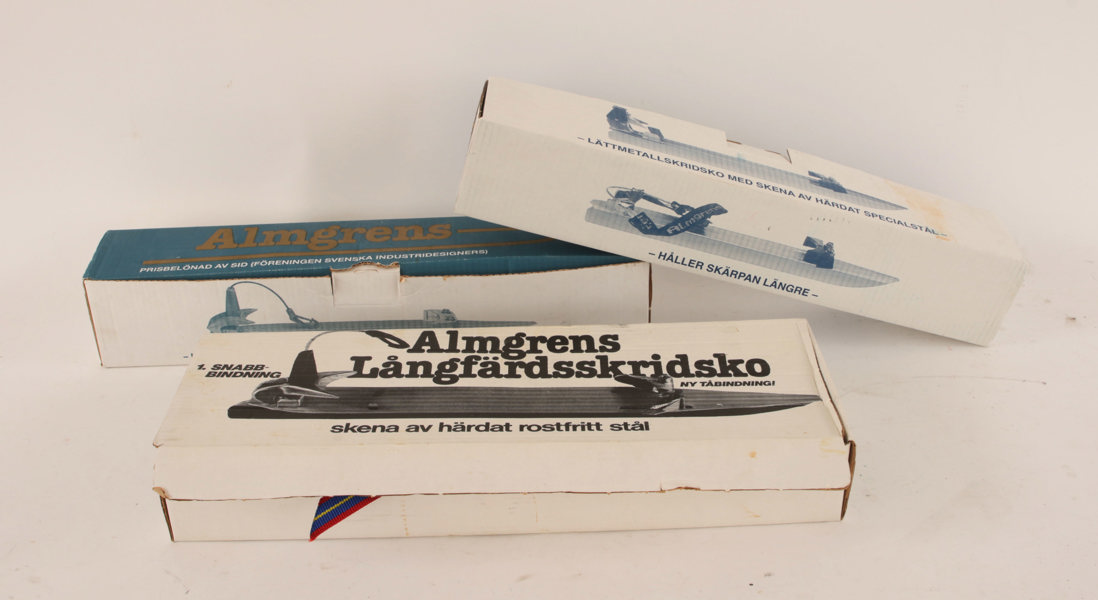 – LÄTTMETALLSKRIDSKO MED SKENA AV HÄRDAT SPECIALSTÅL –
Almgrens
– HÅLLER SKÄRPAN LÄNGRE –
Almgrens
PRISBELÖNAD AV SID (FÖRENINGEN SVENSKA INDUSTRIDESIGNERS)
Almgrens
Långfärdsskridsko
1. SNABB-
BINDNING
NY TÅBINDNING!
skena av härdat rostfritt stål